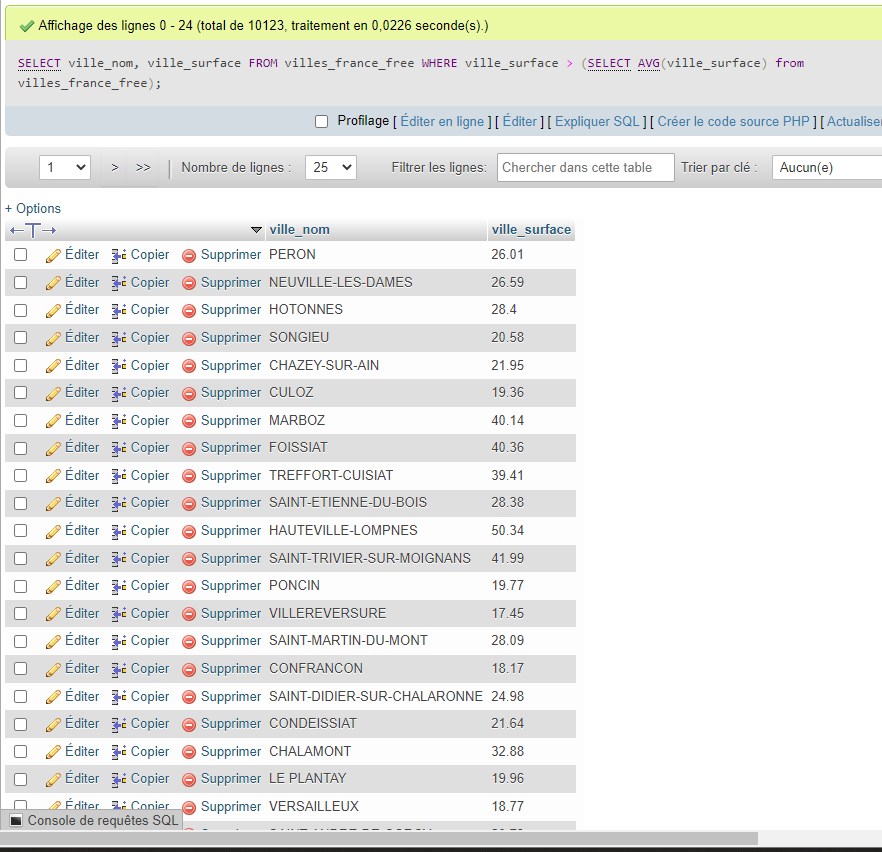 Affichage des lignes 0 - 24 (total de 10123, traitement en 0,0226 seconde(s).)
SELECT ville_nom, ville_surface FROM villes_france_free WHERE ville_surface > (SELECT AVG(ville_surface) from
villes_france_free);
Profilage [ Éditer en ligne ] [ Éditer ] [ Expliquer SQL ] [ Créer le code source PHP ] [ Actualiser
1 > >> | Nombre de lignes : 25 Filtrer les lignes: Chercher dans cette table Trier par clé : Aucun(e)
+ Options
←T→ ville_nom ville_surface
Éditer Copier Supprimer PERON 26.01
Éditer Copier Supprimer NEUVILLE-LES-DAMES 26.59
Éditer Copier Supprimer HOTONNES 28.4
Éditer Copier Supprimer SONGIEU 20.58
Éditer Copier Supprimer CHAZEY-SUR-AIN 21.95
Éditer Copier Supprimer CULOZ 19.36
Éditer Copier Supprimer MARBOZ 40.14
Éditer Copier Supprimer FOISSIAT 40.36
Éditer Copier Supprimer TREFFORT-CUISIAT 39.41
Éditer Copier Supprimer SAINT-ETIENNE-DU-BOIS 28.38
Éditer Copier Supprimer HAUTEVILLE-LOMPNES 50.34
Éditer Copier Supprimer SAINT-TRIVIER-SUR-MOIGNANS 41.99
Éditer Copier Supprimer PONCIN 19.77
Éditer Copier Supprimer VILLEREVERSURE 17.45
Éditer Copier Supprimer SAINT-MARTIN-DU-MONT 28.09
Éditer Copier Supprimer CONFRANCON 18.17
Éditer Copier Supprimer SAINT-DIDIER-SUR-CHALARONNE 24.98
Éditer Copier Supprimer CONDEISSIAT 21.64
Éditer Copier Supprimer CHALAMONT 32.88
Éditer Copier Supprimer LE PLANTAY 19.96
Éditer Copier Supprimer VERSAILLEUX 18.77
Console de requêtes SQL